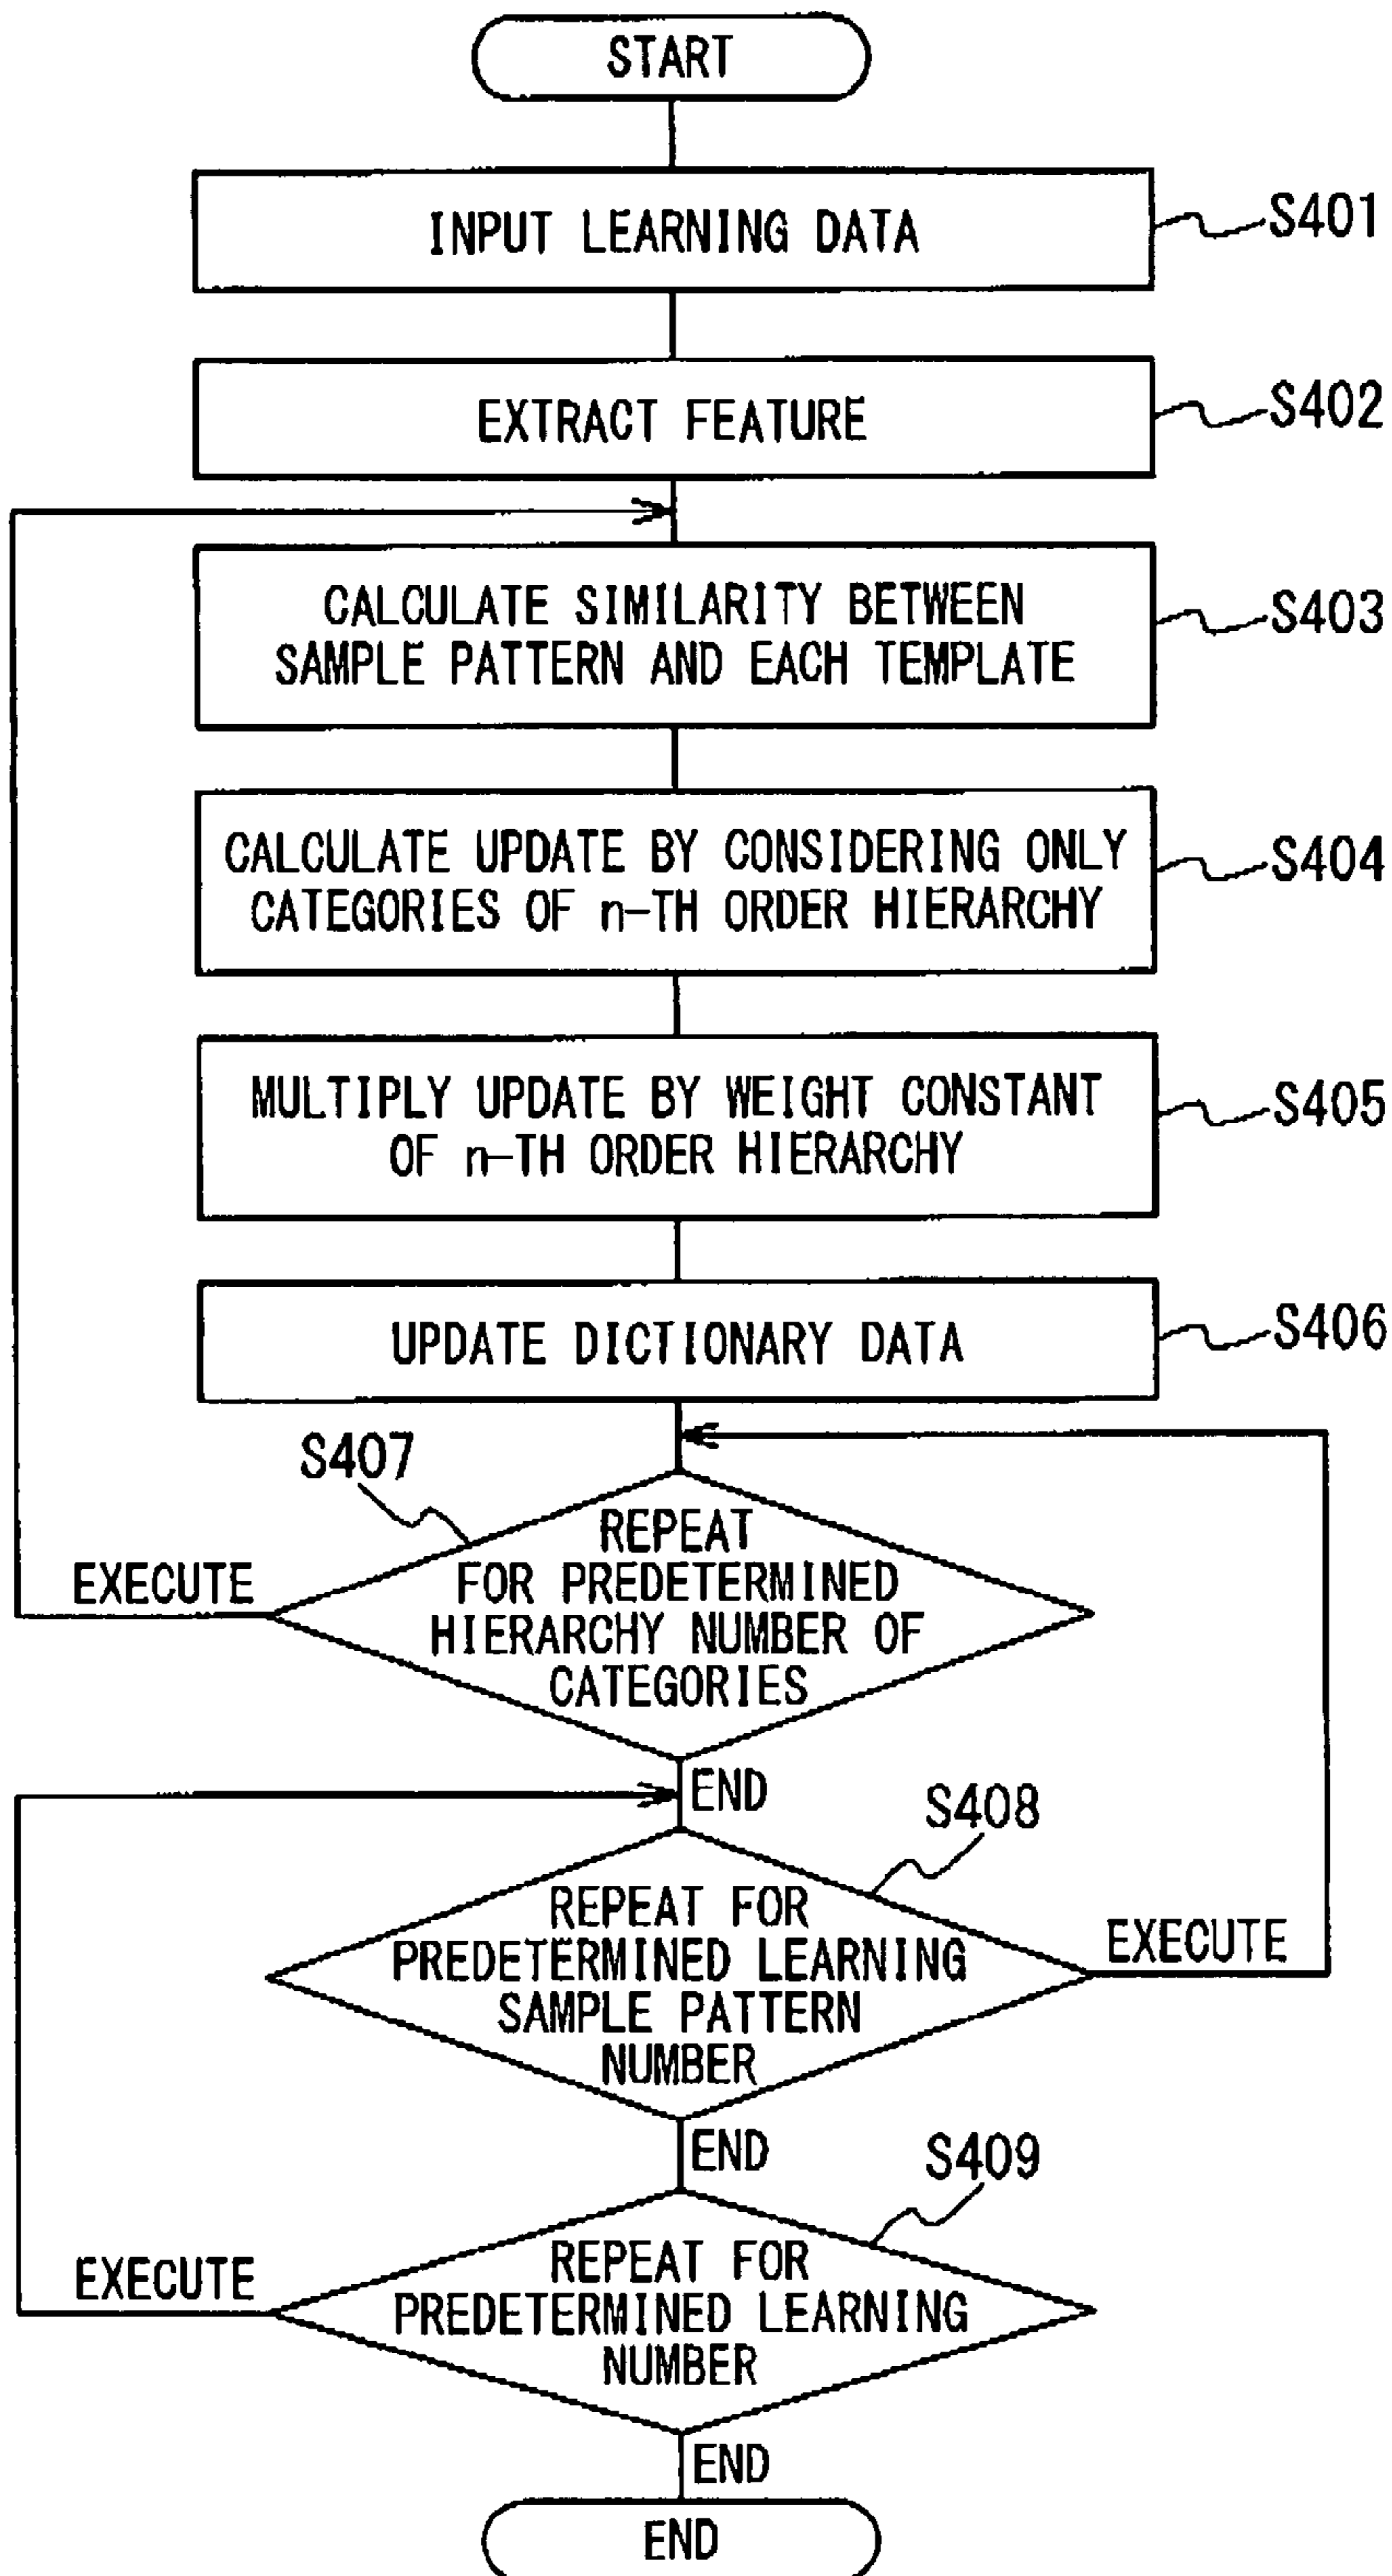 START
INPUT LEARNING DATA
S401
EXTRACT FEATURE
S402
CALCULATE SIMILARITY BETWEEN
SAMPLE PATTERN AND EACH TEMPLATE
S403
CALCULATE UPDATE BY CONSIDERING ONLY
CATEGORIES OF n-TH ORDER HIERARCHY
S404
MULTIPLY UPDATE BY WEIGHT CONSTANT
OF n-TH ORDER HIERARCHY
S405
UPDATE DICTIONARY DATA
S406
S407
REPEAT
FOR PREDETERMINED
HIERARCHY NUMBER OF
CATEGORIES
EXECUTE
END
S408
REPEAT FOR
PREDETERMINED LEARNING
SAMPLE PATTERN
NUMBER
EXECUTE
END
S409
REPEAT FOR
PREDETERMINED LEARNING
NUMBER
EXECUTE
END
END